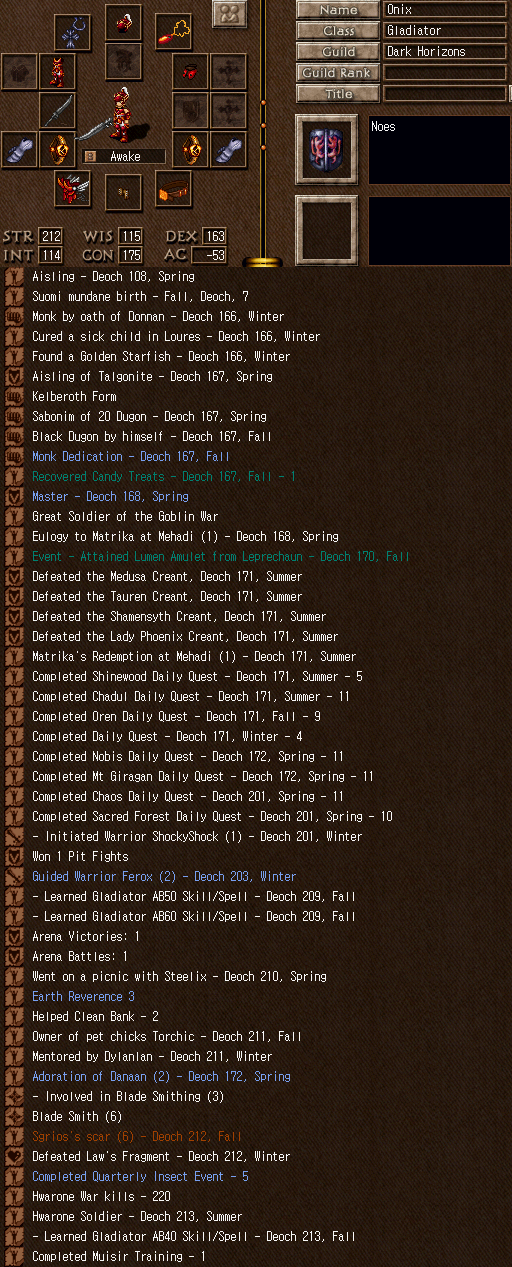 Name Onix
Class Gladiator
Guild Dark Horizons
Guild Rank
Title
Noes
Awake
STR 212 WIS 115 DEX 163
INT 114 CON 175 AC -53
Aisling - Deoch 108, Spring
Suomi mundane birth - Fall, Deoch, 7
Monk by oath of Donnan - Deoch 166, Winter
Cured a sick child in Loures - Deoch 166, Winter
Found a Golden Starfish - Deoch 166, Winter
Aisling of Talgonite - Deoch 167, Spring
Kelberoth Form
Sabonim of 20 Dugon - Deoch 167, Spring
Black Dugon by himself - Deoch 167, Fall
Monk Dedication - Deoch 167, Fall
Recovered Candy Treats - Deoch 167, Fall - 1
Master - Deoch 168, Spring
Great Soldier of the Goblin War
Eulogy to Matrika at Mehadi (1) - Deoch 168, Spring
Event - Attained Lumen Amulet from Leprechaun - Deoch 170, Fall
Defeated the Medusa Creant, Deoch 171, Summer
Defeated the Tauren Creant, Deoch 171, Summer
Defeated the Shamensyth Creant, Deoch 171, Summer
Defeated the Lady Phoenix Creant, Deoch 171, Summer
Matrika's Redemption at Mehadi (1) - Deoch 171, Summer
Completed Shinewood Daily Quest - Deoch 171, Summer - 5
Completed Chadul Daily Quest - Deoch 171, Summer - 11
Completed Oren Daily Quest - Deoch 171, Fall - 9
Completed Daily Quest - Deoch 171, Winter - 4
Completed Nobis Daily Quest - Deoch 172, Spring - 11
Completed Mt Giragan Daily Quest - Deoch 172, Spring - 11
Completed Chaos Daily Quest - Deoch 201, Spring - 11
Completed Sacred Forest Daily Quest - Deoch 201, Spring - 10
- Initiated Warrior ShockyShock (1) - Deoch 201, Winter
Won 1 Pit Fights
Guided Warrior Ferox (2) - Deoch 203, Winter
- Learned Gladiator AB50 Skill/Spell - Deoch 209, Fall
- Learned Gladiator AB60 Skill/Spell - Deoch 209, Fall
Arena Victories: 1
Arena Battles: 1
Went on a picnic with Steelix - Deoch 210, Spring
Earth Reverence 3
Helped Clean Bank - 2
Owner of pet chicks Torchic - Deoch 211, Fall
Mentored by Dylanlan - Deoch 211, Winter
Adoration of Danaan (2) - Deoch 172, Spring
- Involved in Blade Smithing (3)
Blade Smith (6)
Sgrios's scar (6) - Deoch 212, Fall
Defeated Law's Fragment - Deoch 212, Winter
Completed Quarterly Insect Event - 5
Hwarone War kills - 220
Hwarone Soldier - Deoch 213, Summer
- Learned Gladiator AB40 Skill/Spell - Deoch 213, Fall
Completed Muisir Training - 1